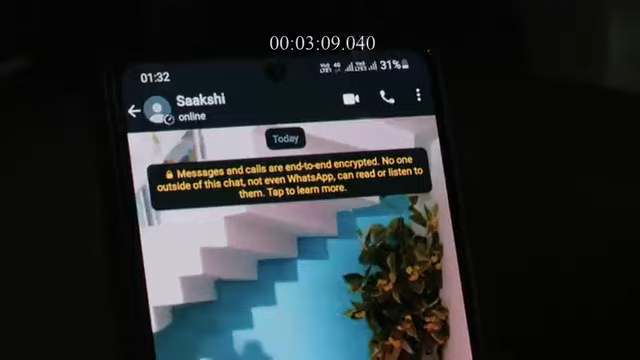 00:03:09.040
01:32
31%
Saakshi
online
Today
Messages and calls are end-to-end encrypted. No one
outside of this chat, not even WhatsApp, can read or listen to
them. Tap to learn more.